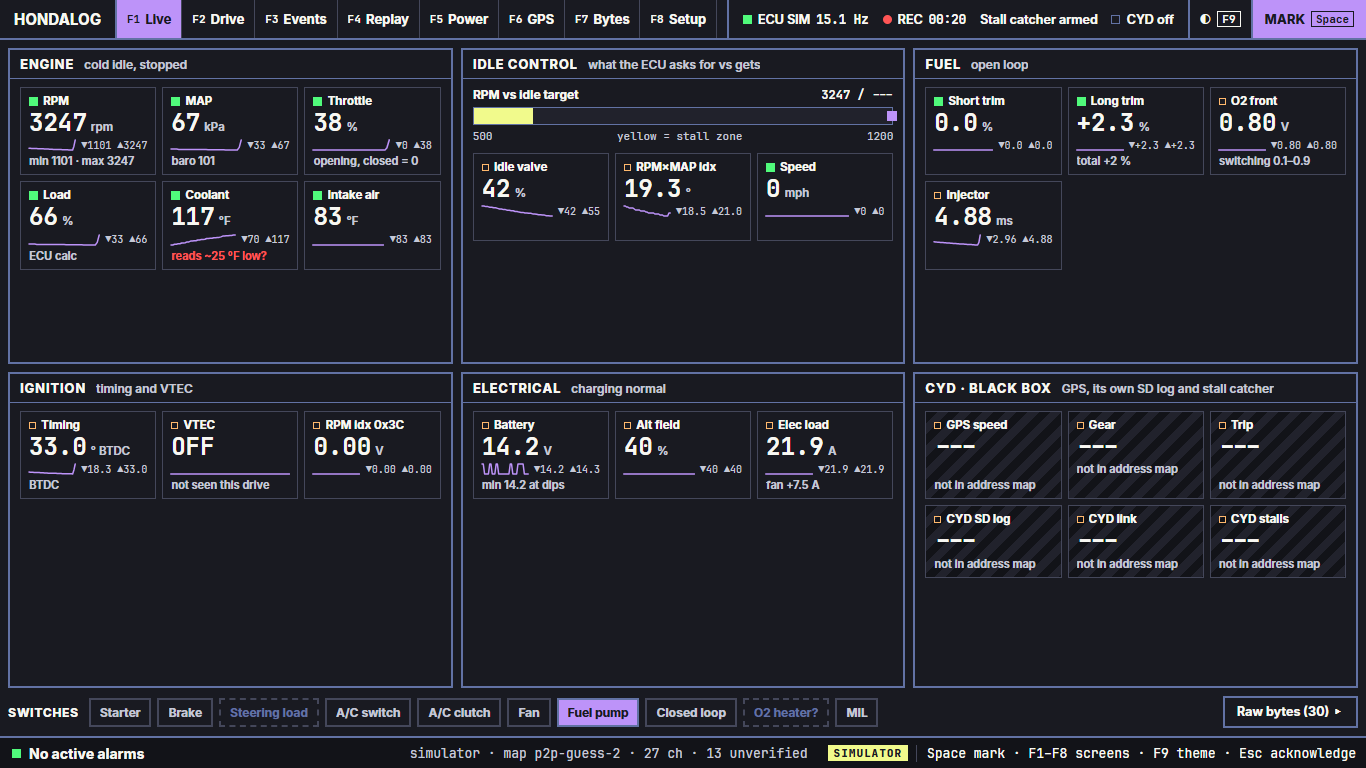 HONDALOG F1 Live F2 Drive F3 Events F4 Replay F5 Power F6 GPS F7 Bytes F8 Setup ECU SIM 15.1 Hz REC 00:20 Stall catcher armed CYD off F9 MARK Space
ENGINE cold idle, stopped
RPM MAP Throttle
3247 rpm 67 kPa 38 %
▼1101 ▲3247 ▼33 ▲67 ▼0 ▲38
min 1101 · max 3247 baro 101 opening, closed = 0
Load Coolant Intake air
66 % 117 °F 83 °F
▼33 ▲66 ▼70 ▲117 ▼83 ▲83
ECU calc reads ~25 °F low?
IDLE CONTROL what the ECU asks for vs gets
RPM vs idle target 3247 / ---
500 yellow = stall zone 1200
Idle valve RPM×MAP idx Speed
42 % 19.3 ° 0 mph
▼42 ▲55 ▼18.5 ▲21.0 ▼0 ▲0
FUEL open loop
Short trim Long trim O2 front
0.0 % +2.3 % 0.80 V
▼0.0 ▲0.0 ▼+2.3 ▲+2.3 ▼0.80 ▲0.80
total +2 % switching 0.1–0.9
Injector
4.88 ms
▼2.96 ▲4.88
IGNITION timing and VTEC
Timing VTEC RPM idx 0x3C
33.0 ° BTDC OFF 0.00 V
▼18.3 ▲33.0 ▼0.00 ▲0.00
BTDC not seen this drive
ELECTRICAL charging normal
Battery Alt field Elec load
14.2 V 40 % 21.9 A
▼14.2 ▲14.3 ▼40 ▲40 ▼21.9 ▲21.9
min 14.2 at dips fan +7.5 A
CYD · BLACK BOX GPS, its own SD log and stall catcher
GPS speed Gear Trip
--- --- ---
not in address map not in address map not in address map
CYD SD log CYD link CYD stalls
--- --- ---
not in address map not in address map not in address map
SWITCHES Starter Brake Steering load A/C switch A/C clutch Fan Fuel pump Closed loop O2 heater? MIL Raw bytes (30) ▸
No active alarms simulator · map p2p-guess-2 · 27 ch · 13 unverified SIMULATOR Space mark · F1–F8 screens · F9 theme · Esc acknowledge